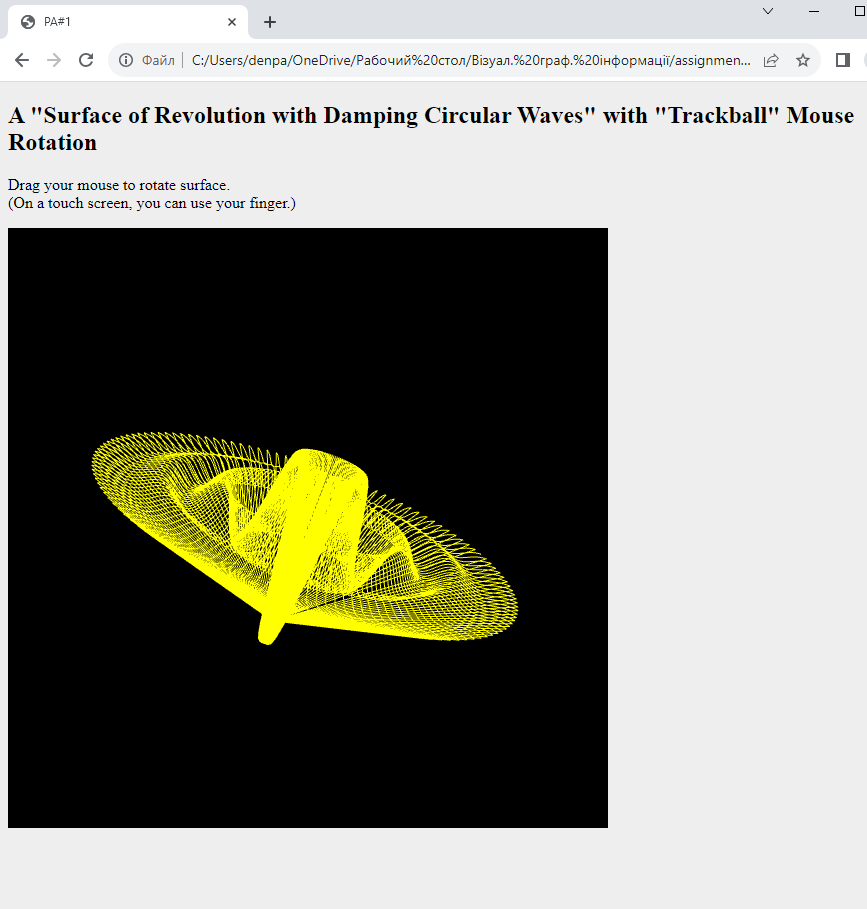 PA#1
Файл
C:/Users/denpa/OneDrive/Рабочий%20стол/Візуал.%20граф.%20інформації/assignmen...
A "Surface of Revolution with Damping Circular Waves" with "Trackball" Mouse
Rotation
Drag your mouse to rotate surface.
(On a touch screen, you can use your finger.)